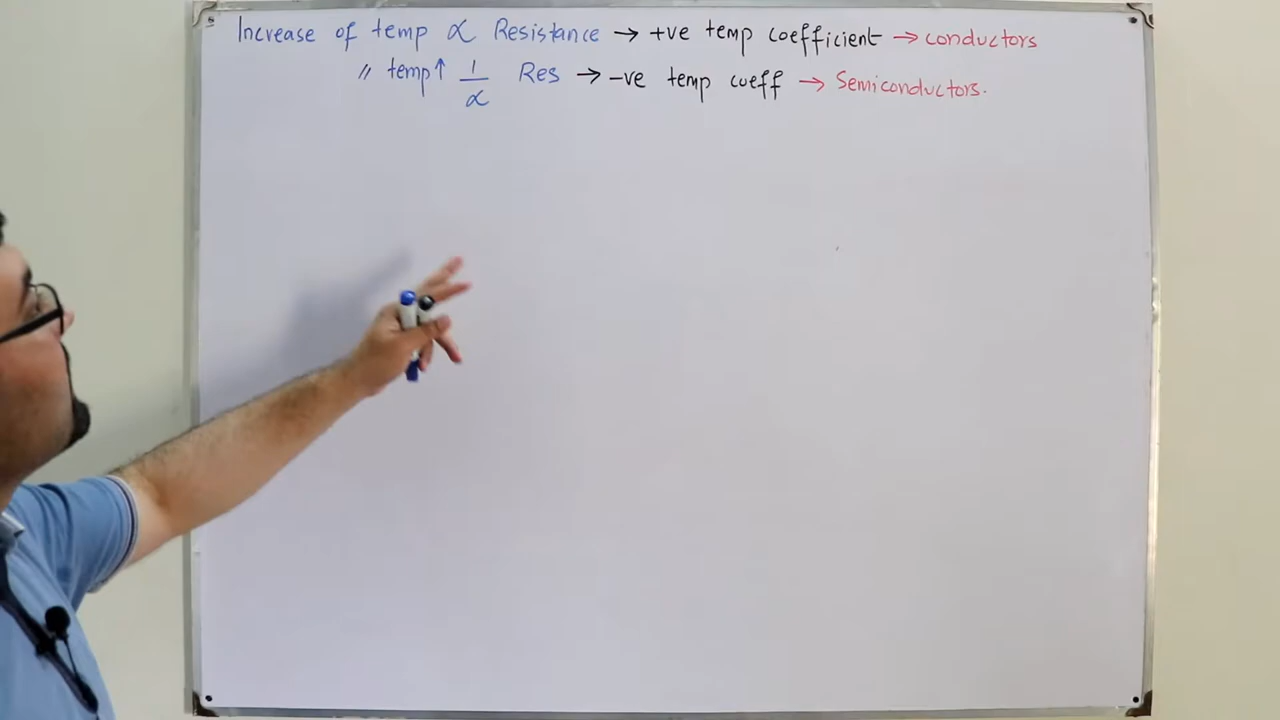 Increase of temp ∝ Resistance → +ve temp coefficient → conductors
〃 temp↑ 1/∝ Res → -ve temp coeff → Semiconductors.